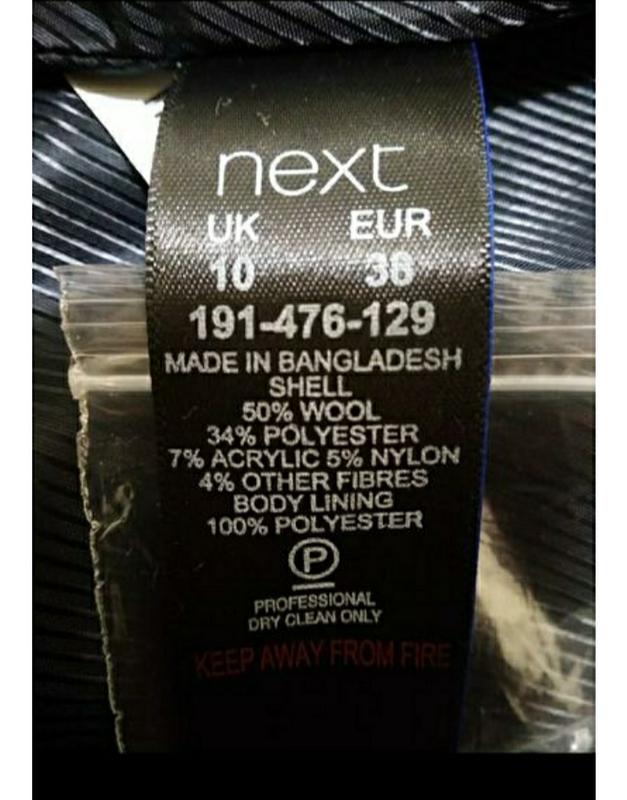 next
UK EUR
10 38
191-476-129
MADE IN BANGLADESH
SHELL
50% WOOL
34% POLYESTER
7% ACRYLIC 5% NYLON
4% OTHER FIBRES
BODY LINING
100% POLYESTER
P
PROFESSIONAL
DRY CLEAN ONLY
KEEP AWAY FROM FIRE